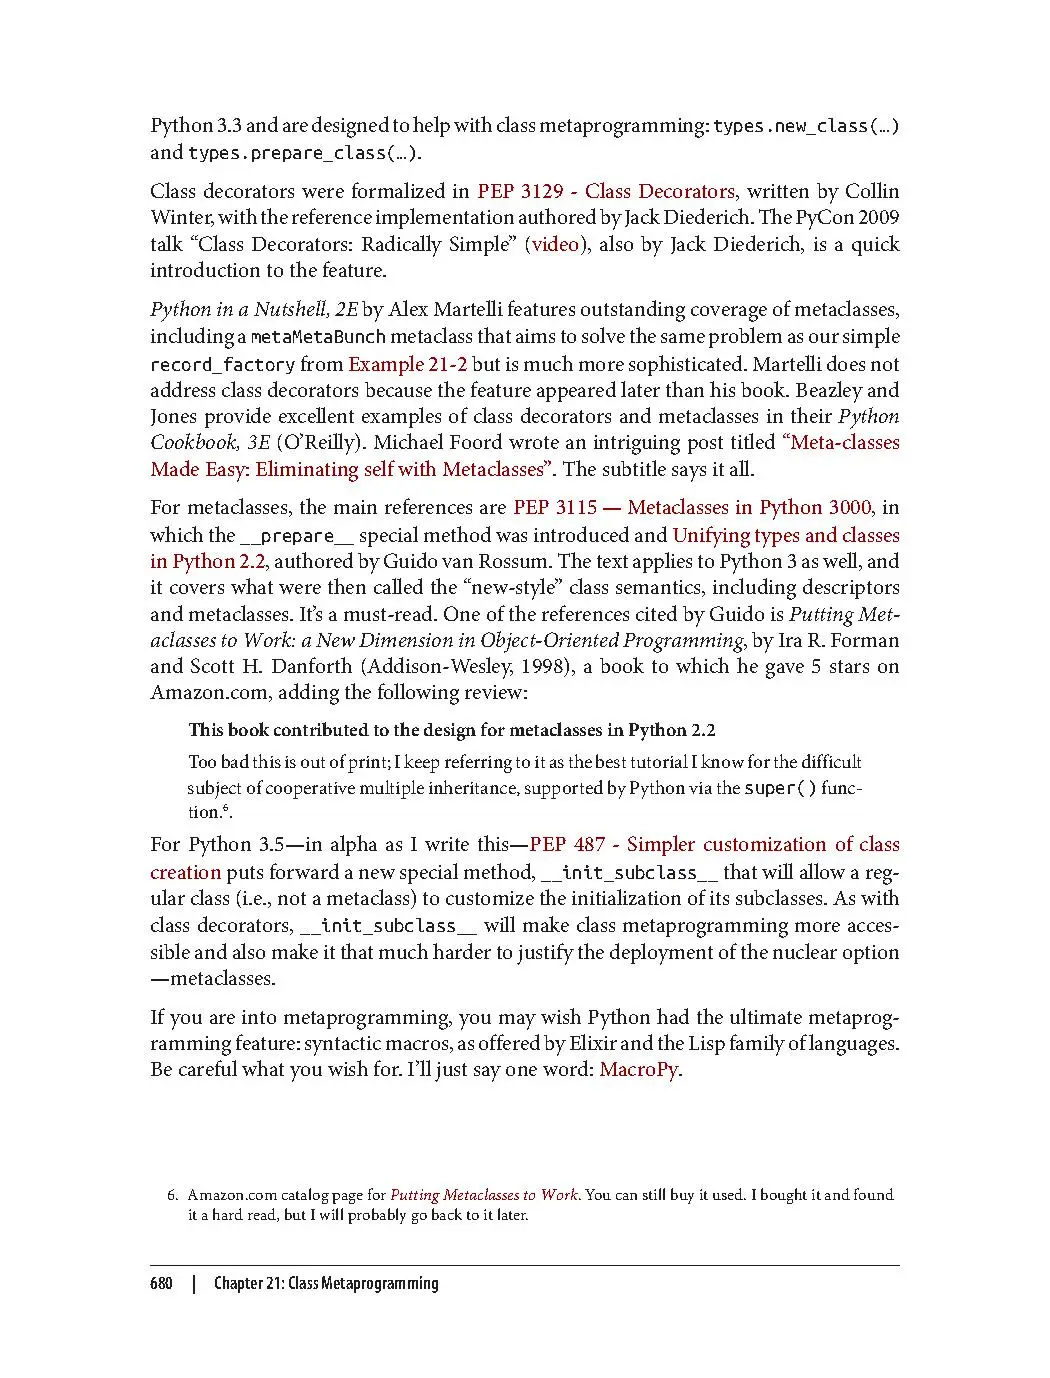 Python 3.3 and are designed to help with class metaprogramming: types.new_class(…)
and types.prepare_class(…).
Class decorators were formalized in PEP 3129 - Class Decorators, written by Collin
Winter, with the reference implementation authored by Jack Diederich. The PyCon 2009
talk “Class Decorators: Radically Simple” (video), also by Jack Diederich, is a quick
introduction to the feature.
Python in a Nutshell, 2E by Alex Martelli features outstanding coverage of metaclasses,
including a metaMetaBunch metaclass that aims to solve the same problem as our simple
record_factory from Example 21-2 but is much more sophisticated. Martelli does not
address class decorators because the feature appeared later than his book. Beazley and
Jones provide excellent examples of class decorators and metaclasses in their Python
Cookbook, 3E (O’Reilly). Michael Foord wrote an intriguing post titled “Meta-classes
Made Easy: Eliminating self with Metaclasses”. The subtitle says it all.
For metaclasses, the main references are PEP 3115 — Metaclasses in Python 3000, in
which the __prepare__ special method was introduced and Unifying types and classes
in Python 2.2, authored by Guido van Rossum. The text applies to Python 3 as well, and
it covers what were then called the “new-style” class semantics, including descriptors
and metaclasses. It’s a must-read. One of the references cited by Guido is Putting Met-
aclasses to Work: a New Dimension in Object-Oriented Programming, by Ira R. Forman
and Scott H. Danforth (Addison-Wesley, 1998), a book to which he gave 5 stars on
Amazon.com, adding the following review:
This book contributed to the design for metaclasses in Python 2.2
Too bad this is out of print; I keep referring to it as the best tutorial I know for the difficult
subject of cooperative multiple inheritance, supported by Python via the super() func-
tion.6.
For Python 3.5—in alpha as I write this—PEP 487 - Simpler customization of class
creation puts forward a new special method, __init_subclass__ that will allow a reg-
ular class (i.e., not a metaclass) to customize the initialization of its subclasses. As with
class decorators, __init_subclass__ will make class metaprogramming more acces-
sible and also make it that much harder to justify the deployment of the nuclear option
—metaclasses.
If you are into metaprogramming, you may wish Python had the ultimate metaprog-
ramming feature: syntactic macros, as offered by Elixir and the Lisp family of languages.
Be careful what you wish for. I’ll just say one word: MacroPy.
6. Amazon.com catalog page for Putting Metaclasses to Work. You can still buy it used. I bought it and found
it a hard read, but I will probably go back to it later.
680 | Chapter 21: Class Metaprogramming